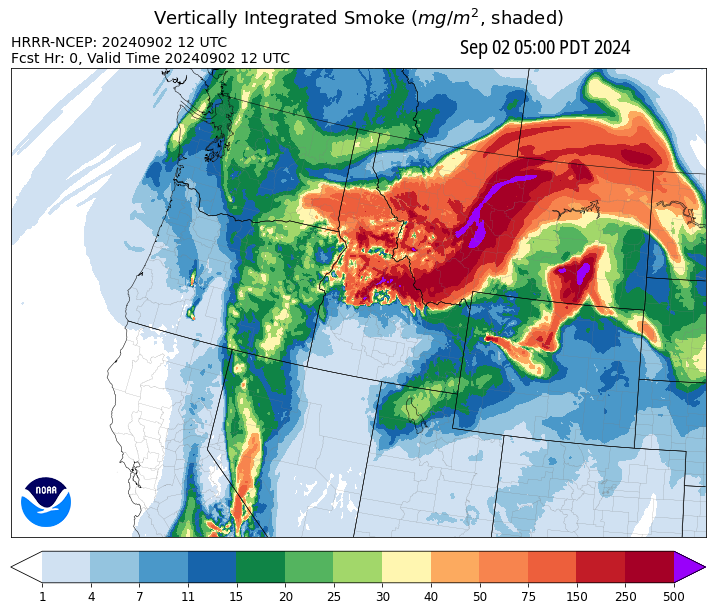 Vertically Integrated Smoke (mg/m², shaded)
HRRR-NCEP: 20240902 12 UTC
Fcst Hr: 0, Valid Time 20240902 12 UTC
Sep 02 05:00 PDT 2024
NOAA
1 4 7 11 15 20 25 30 40 50 75 150 250 500